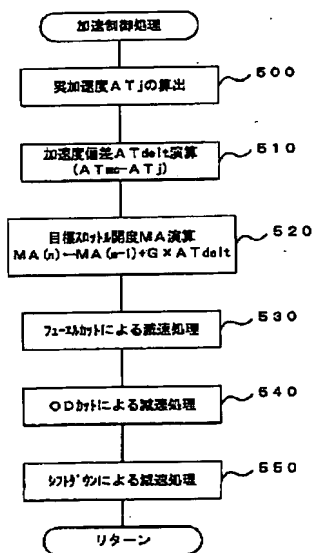 加速制御処理
実加速度ATjの算出
500
加速度偏差ATdelt演算
(ATmc-ATj)
510
目標スロットル開度MA演算
MA(n)←MA(n-1)+G×ATdelt
520
フューエルカットによる減速処理
530
ODカットによる減速処理
540
シフトダウンによる減速処理
550
リターン